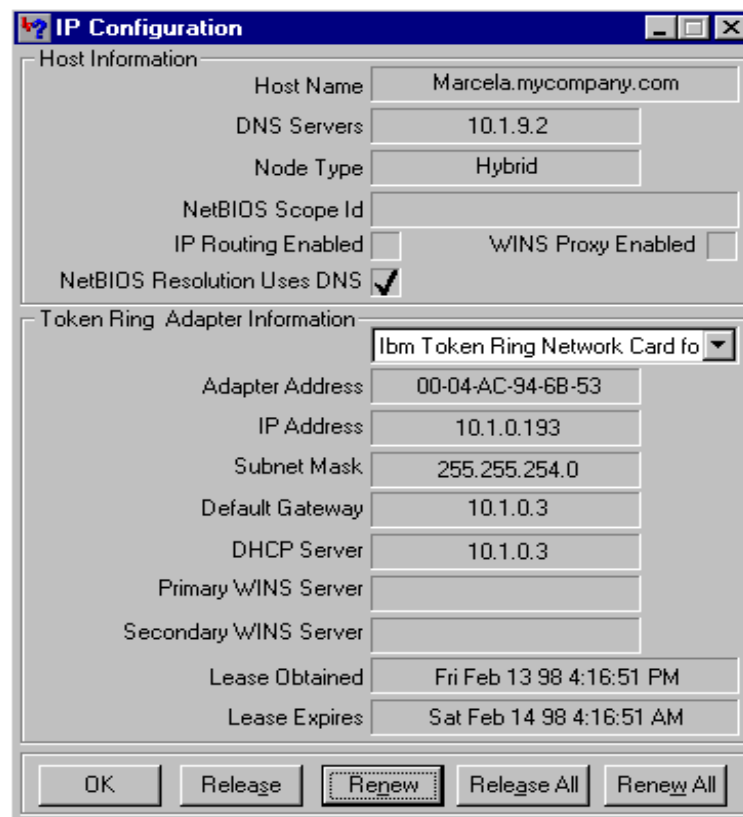 IP Configuration
Host Information
Host Name Marcela.mycompany.com
DNS Servers 10.1.9.2
Node Type Hybrid
NetBIOS Scope Id
IP Routing Enabled WINS Proxy Enabled
NetBIOS Resolution Uses DNS
Token Ring Adapter Information
Ibm Token Ring Network Card fo
Adapter Address 00-04-AC-94-6B-53
IP Address 10.1.0.193
Subnet Mask 255.255.254.0
Default Gateway 10.1.0.3
DHCP Server 10.1.0.3
Primary WINS Server
Secondary WINS Server
Lease Obtained Fri Feb 13 98 4:16:51 PM
Lease Expires Sat Feb 14 98 4:16:51 AM
OK Release Renew Release All Renew All